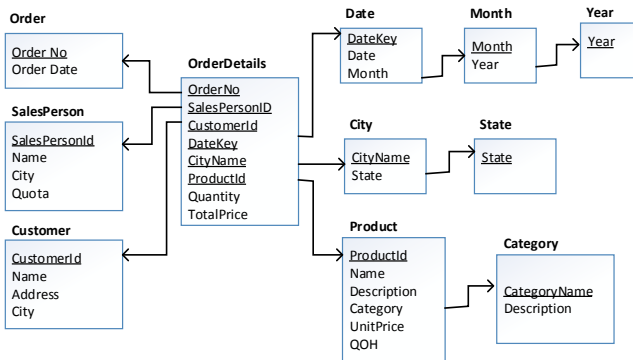 Order
Order No
Order Date
SalesPerson
SalesPersonId
Name
City
Quota
Customer
CustomerId
Name
Address
City
OrderDetails
OrderNo
SalesPersonID
CustomerId
DateKey
CityName
ProductId
Quantity
TotalPrice
Date
DateKey
Date
Month
Month
Month
Year
Year
Year
City
CityName
State
State
State
Product
ProductId
Name
Description
Category
UnitPrice
QOH
Category
CategoryName
Description